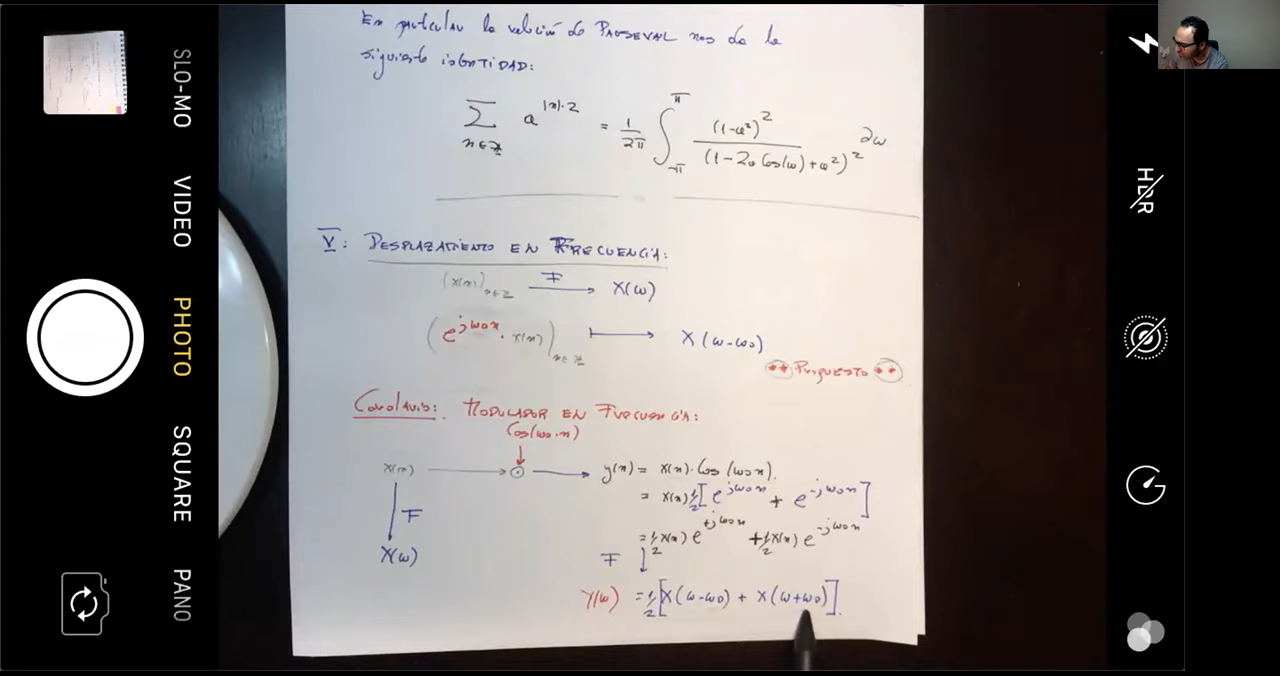 En particular la relación de PARSEVAL nos da la
siguiente IDENTIDAD:
∑_{n∈ℤ} a^{|n|·2} = 1/2π ∫_{-π}^{π} (1-a²)² / (1-2a cos(ω)+a²)² ∂ω
V: DESPLAZAMIENTO EN FRECUENCIA:
(x(n))_{n∈ℤ} —F→ X(ω)
(e^{jω0n} · x(n))_{n∈ℤ} ⟼ X(ω-ω0)
** PROPUESTO **
Corolario: MODULADOR EN FRECUENCIA:
Cos(ω0·n)
x(n) → ⊙ → y(n) = x(n)·Cos(ω0n).
= x(n) 1/2 [e^{jω0n} + e^{-jω0n}]
F
= 1/2 x(n) e^{+jω0n} + 1/2 x(n) e^{-jω0n}
X(ω)
F
Y(ω) = 1/2 [X(ω-ω0) + X(ω+ω0)].
SLO-MO
VIDEO
PHOTO
SQUARE
PANO
HDR